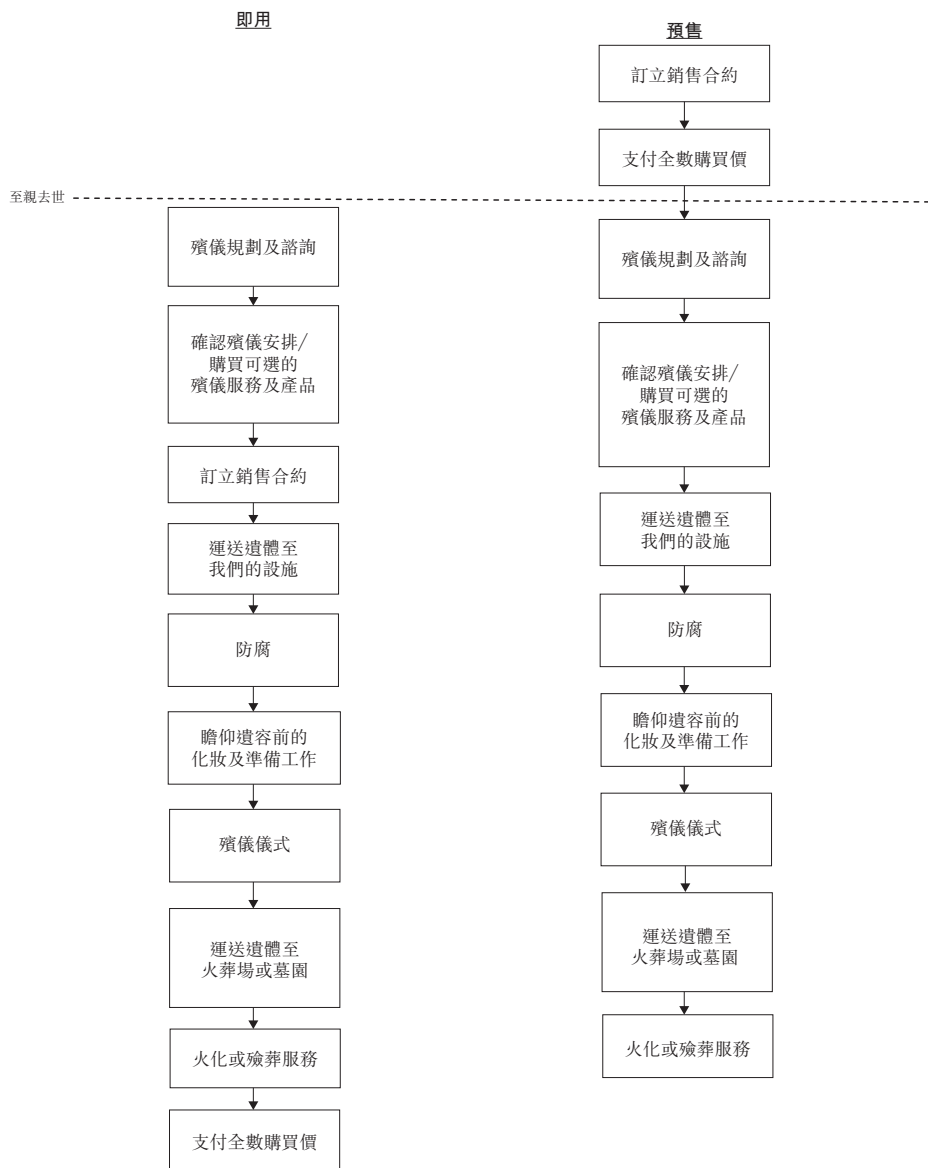 即用
預售
訂立銷售合約
支付全數購買價
至親去世
殯儀規劃及諮詢
確認殯儀安排/
購買可選的
殯儀服務及產品
訂立銷售合約
運送遺體至
我們的設施
防腐
瞻仰遺容前的
化妝及準備工作
殯儀儀式
運送遺體至
火葬場或墓園
火化或殮葬服務
支付全數購買價
殯儀規劃及諮詢
確認殯儀安排/
購買可選的
殯儀服務及產品
運送遺體至
我們的設施
防腐
瞻仰遺容前的
化妝及準備工作
殯儀儀式
運送遺體至
火葬場或墓園
火化或殮葬服務